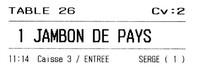 TABLE 26 Cv:2
1 JAMBON DE PAYS
11:14 Caisse 3 / ENTREE SERGE ( 1 )